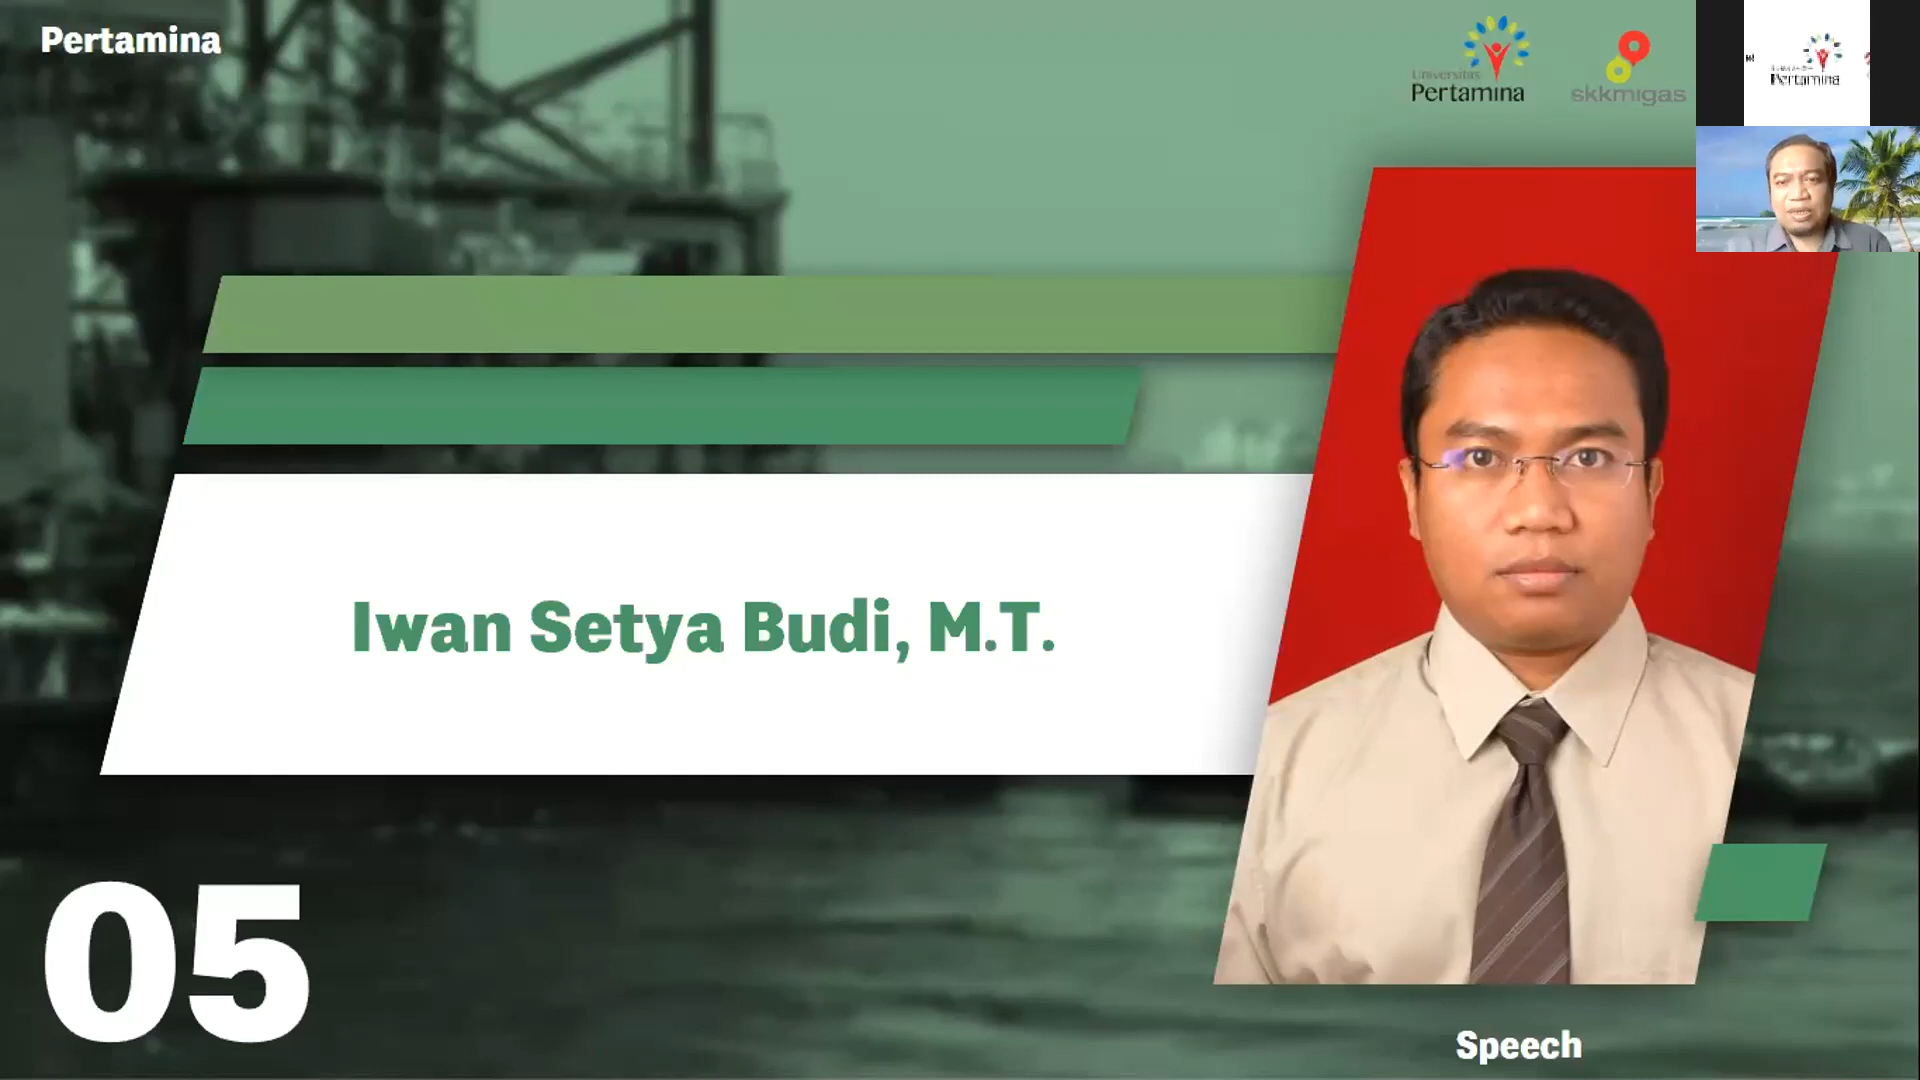 Pertamina
Universitas
Pertamina
skkmigas
Pertamina
Iwan Setya Budi, M.T.
05
Speech